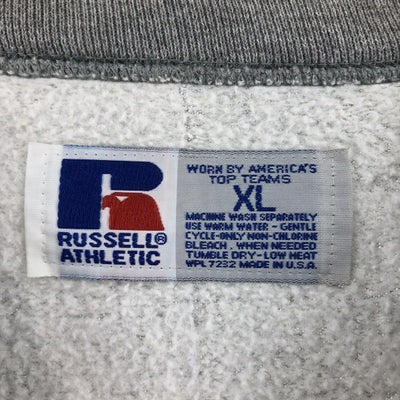 RUSSELL®
ATHLETIC
WORN BY AMERICA'S
TOP TEAMS
XL
MACHINE WASH SEPARATELY
USE WARM WATER - GENTLE
CYCLE-ONLY NON-CHLORINE
BLEACH. WHEN NEEDED
TUMBLE DRY-LOW HEAT
WPL 7232 MADE IN U.S.A.